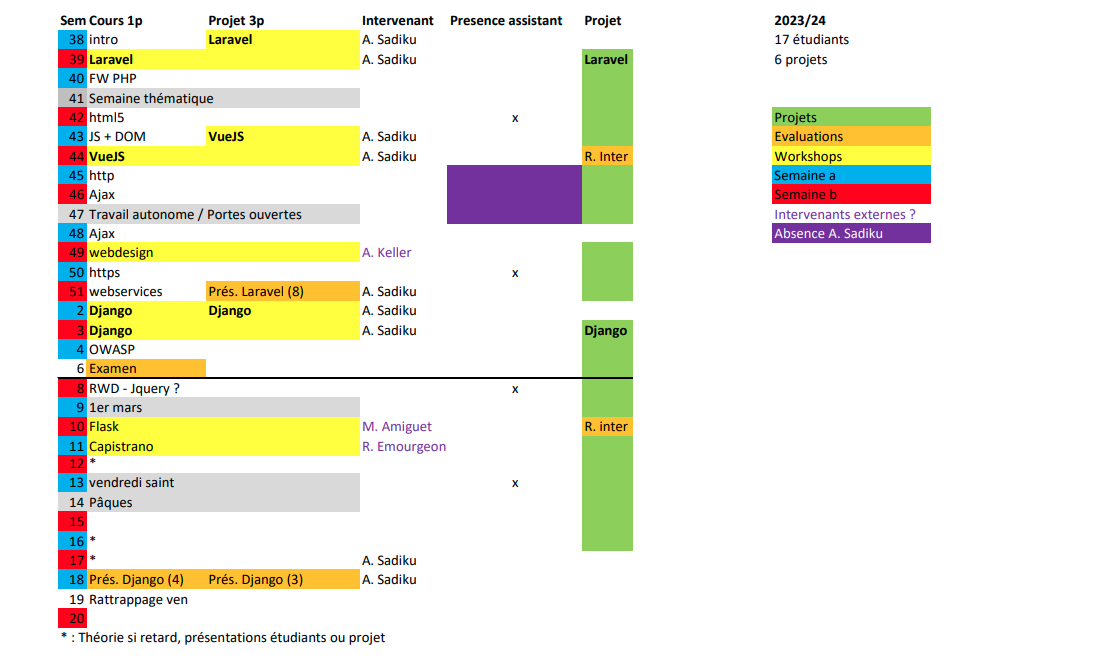 Sem Cours 1p Projet 3p Intervenant Presence assistant Projet 2023/24
38 intro Laravel A. Sadiku 17 étudiants
39 Laravel A. Sadiku Laravel 6 projets
40 FW PHP
41 Semaine thématique
42 html5 x Projets
43 JS + DOM VueJS A. Sadiku Evaluations
44 VueJS A. Sadiku R. Inter Workshops
45 http Semaine a
46 Ajax Semaine b
47 Travail autonome / Portes ouvertes Intervenants externes ?
48 Ajax Absence A. Sadiku
49 webdesign A. Keller
50 https x
51 webservices Prés. Laravel (8) A. Sadiku
2 Django Django A. Sadiku
3 Django A. Sadiku Django
4 OWASP
6 Examen
8 RWD - Jquery ? x
9 1er mars
10 Flask M. Amiguet R. inter
11 Capistrano R. Emourgeon
12 *
13 vendredi saint x
14 Pâques
15
16 *
17 * A. Sadiku
18 Prés. Django (4) Prés. Django (3) A. Sadiku
19 Rattrappage ven
20
* : Théorie si retard, présentations étudiants ou projet